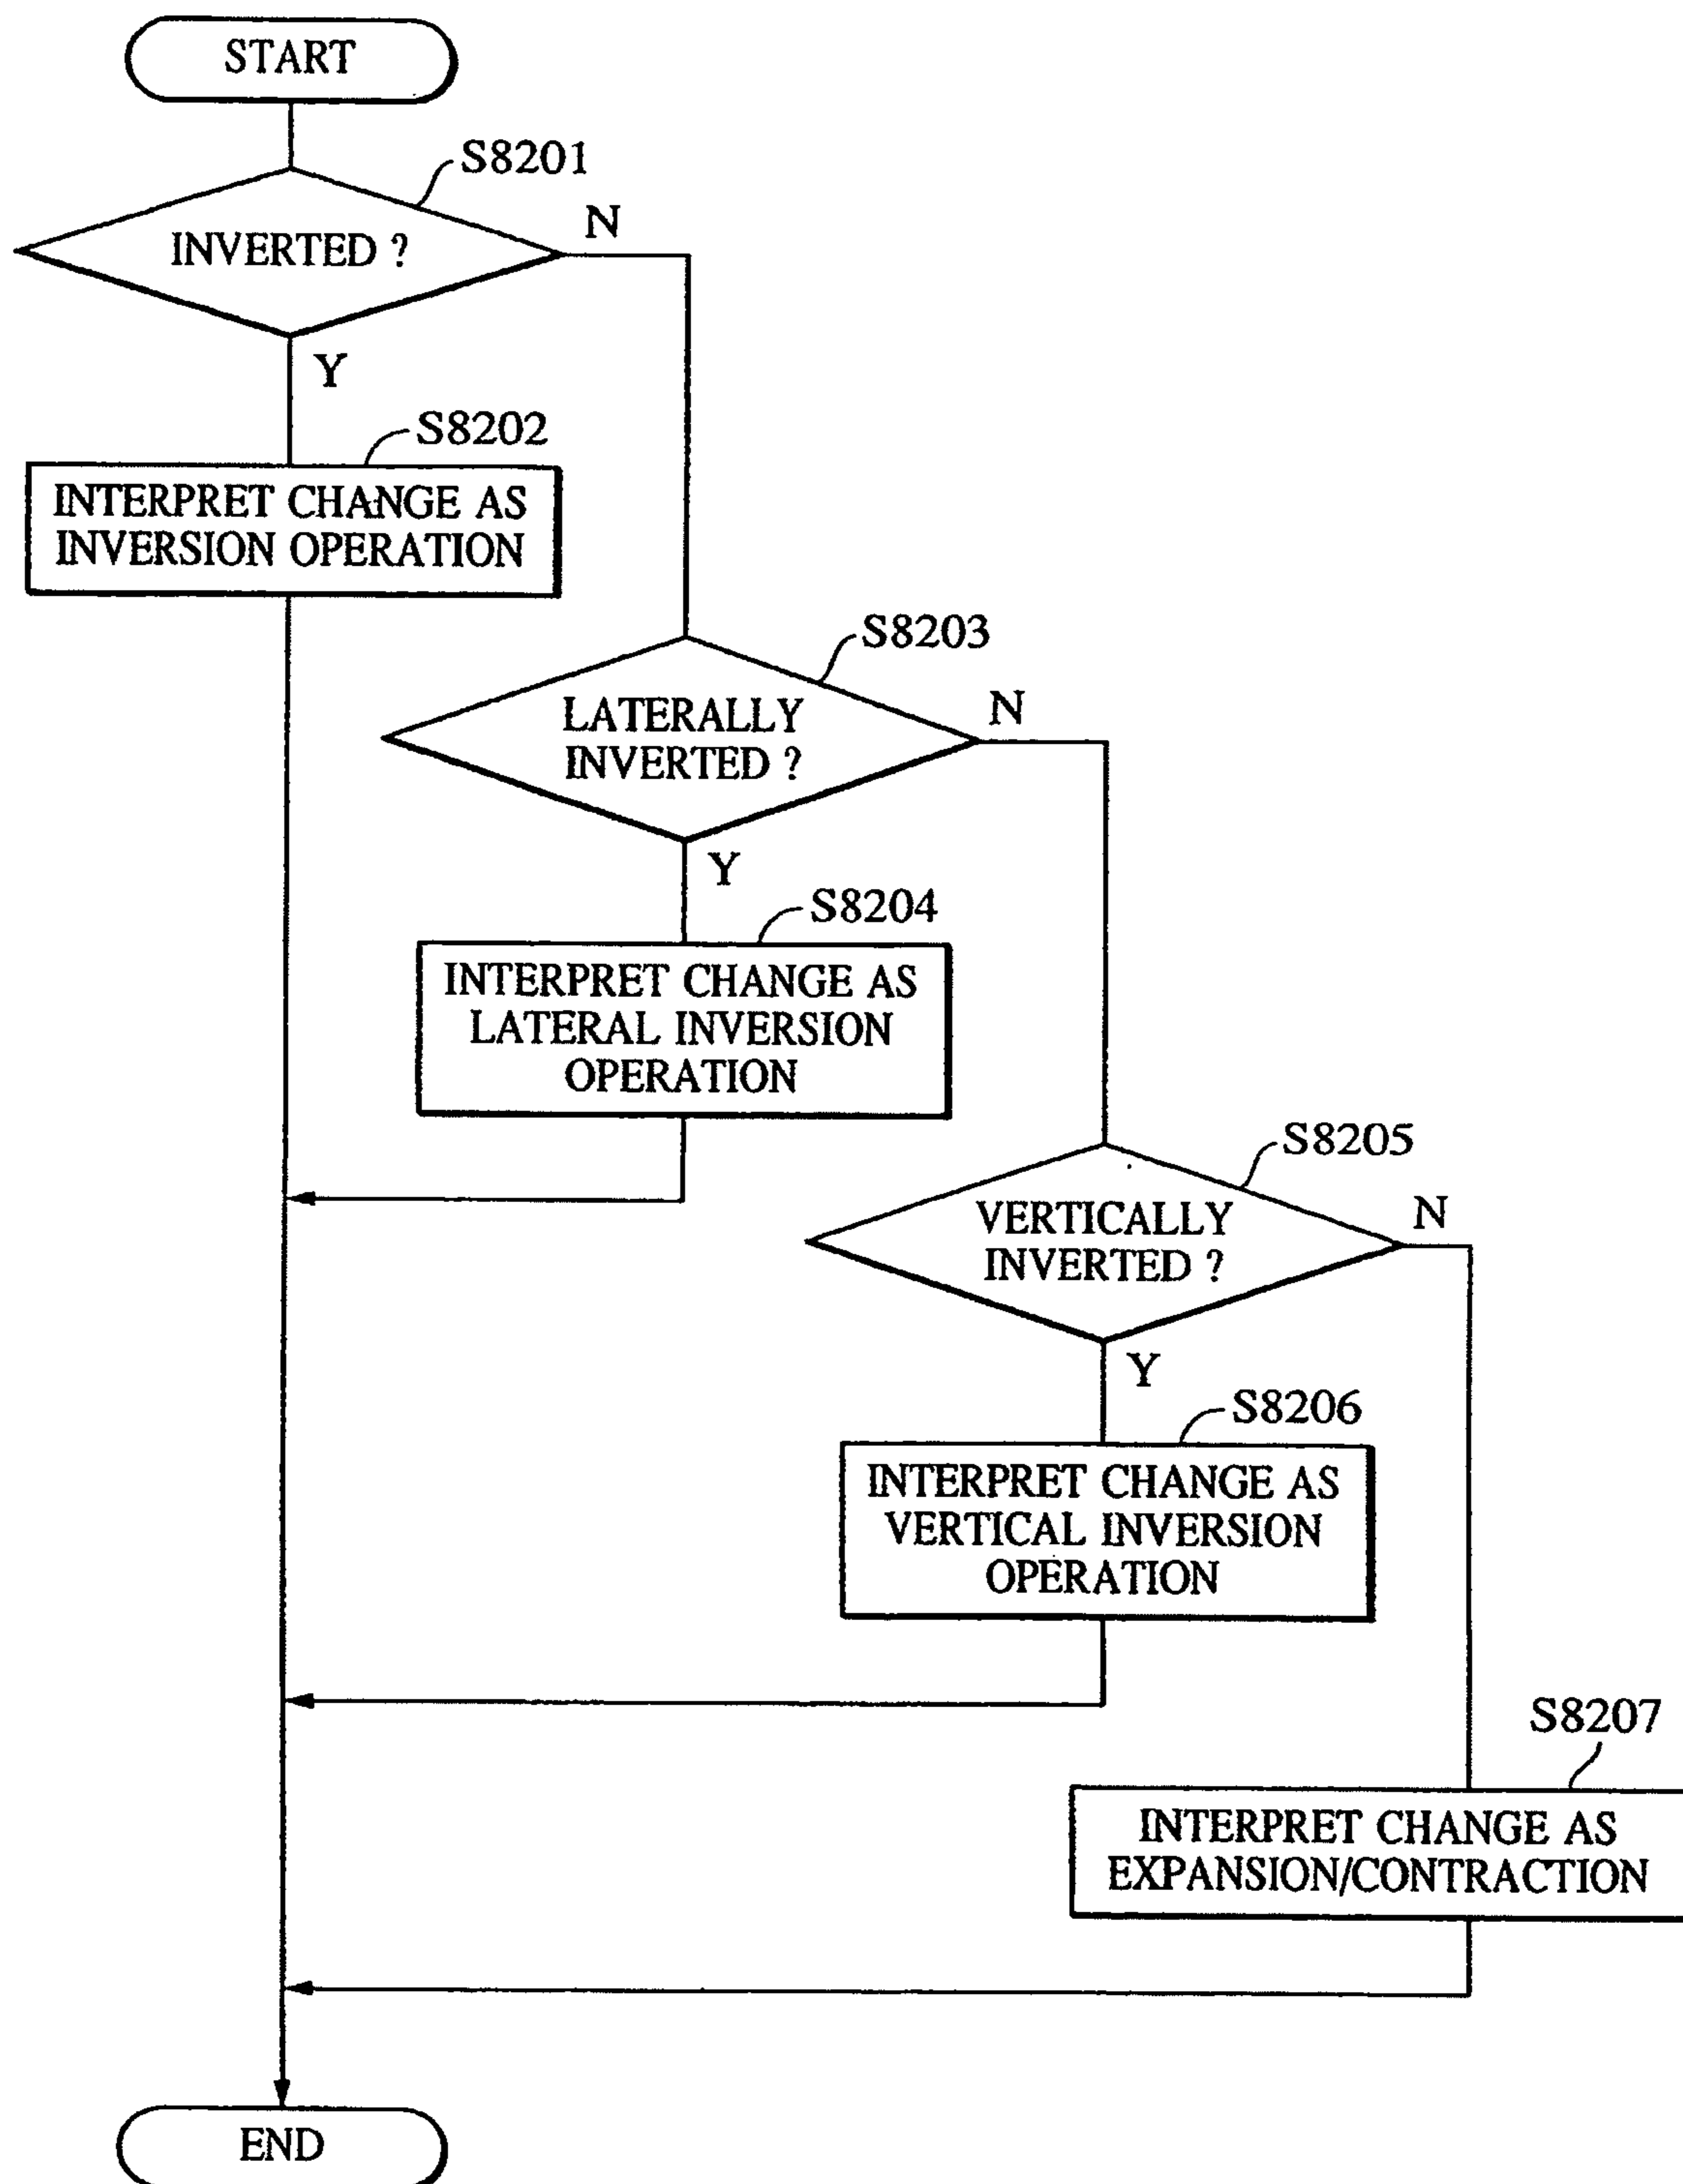 START
S8201
INVERTED ?
N
Y
S8202
INTERPRET CHANGE AS
INVERSION OPERATION
S8203
LATERALLY
INVERTED ?
N
Y
S8204
INTERPRET CHANGE AS
LATERAL INVERSION
OPERATION
S8205
VERTICALLY
INVERTED ?
N
Y
S8206
INTERPRET CHANGE AS
VERTICAL INVERSION
OPERATION
S8207
INTERPRET CHANGE AS
EXPANSION/CONTRACTION
END